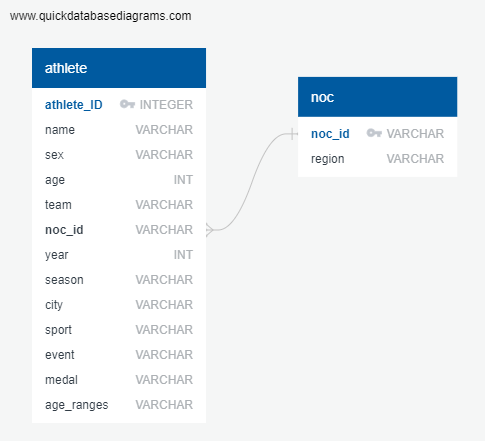 www.quickdatabasediagrams.com
athlete
athlete_ID INTEGER
name VARCHAR
sex VARCHAR
age INT
team VARCHAR
noc_id VARCHAR
year INT
season VARCHAR
city VARCHAR
sport VARCHAR
event VARCHAR
medal VARCHAR
age_ranges VARCHAR
noc
noc_id VARCHAR
region VARCHAR